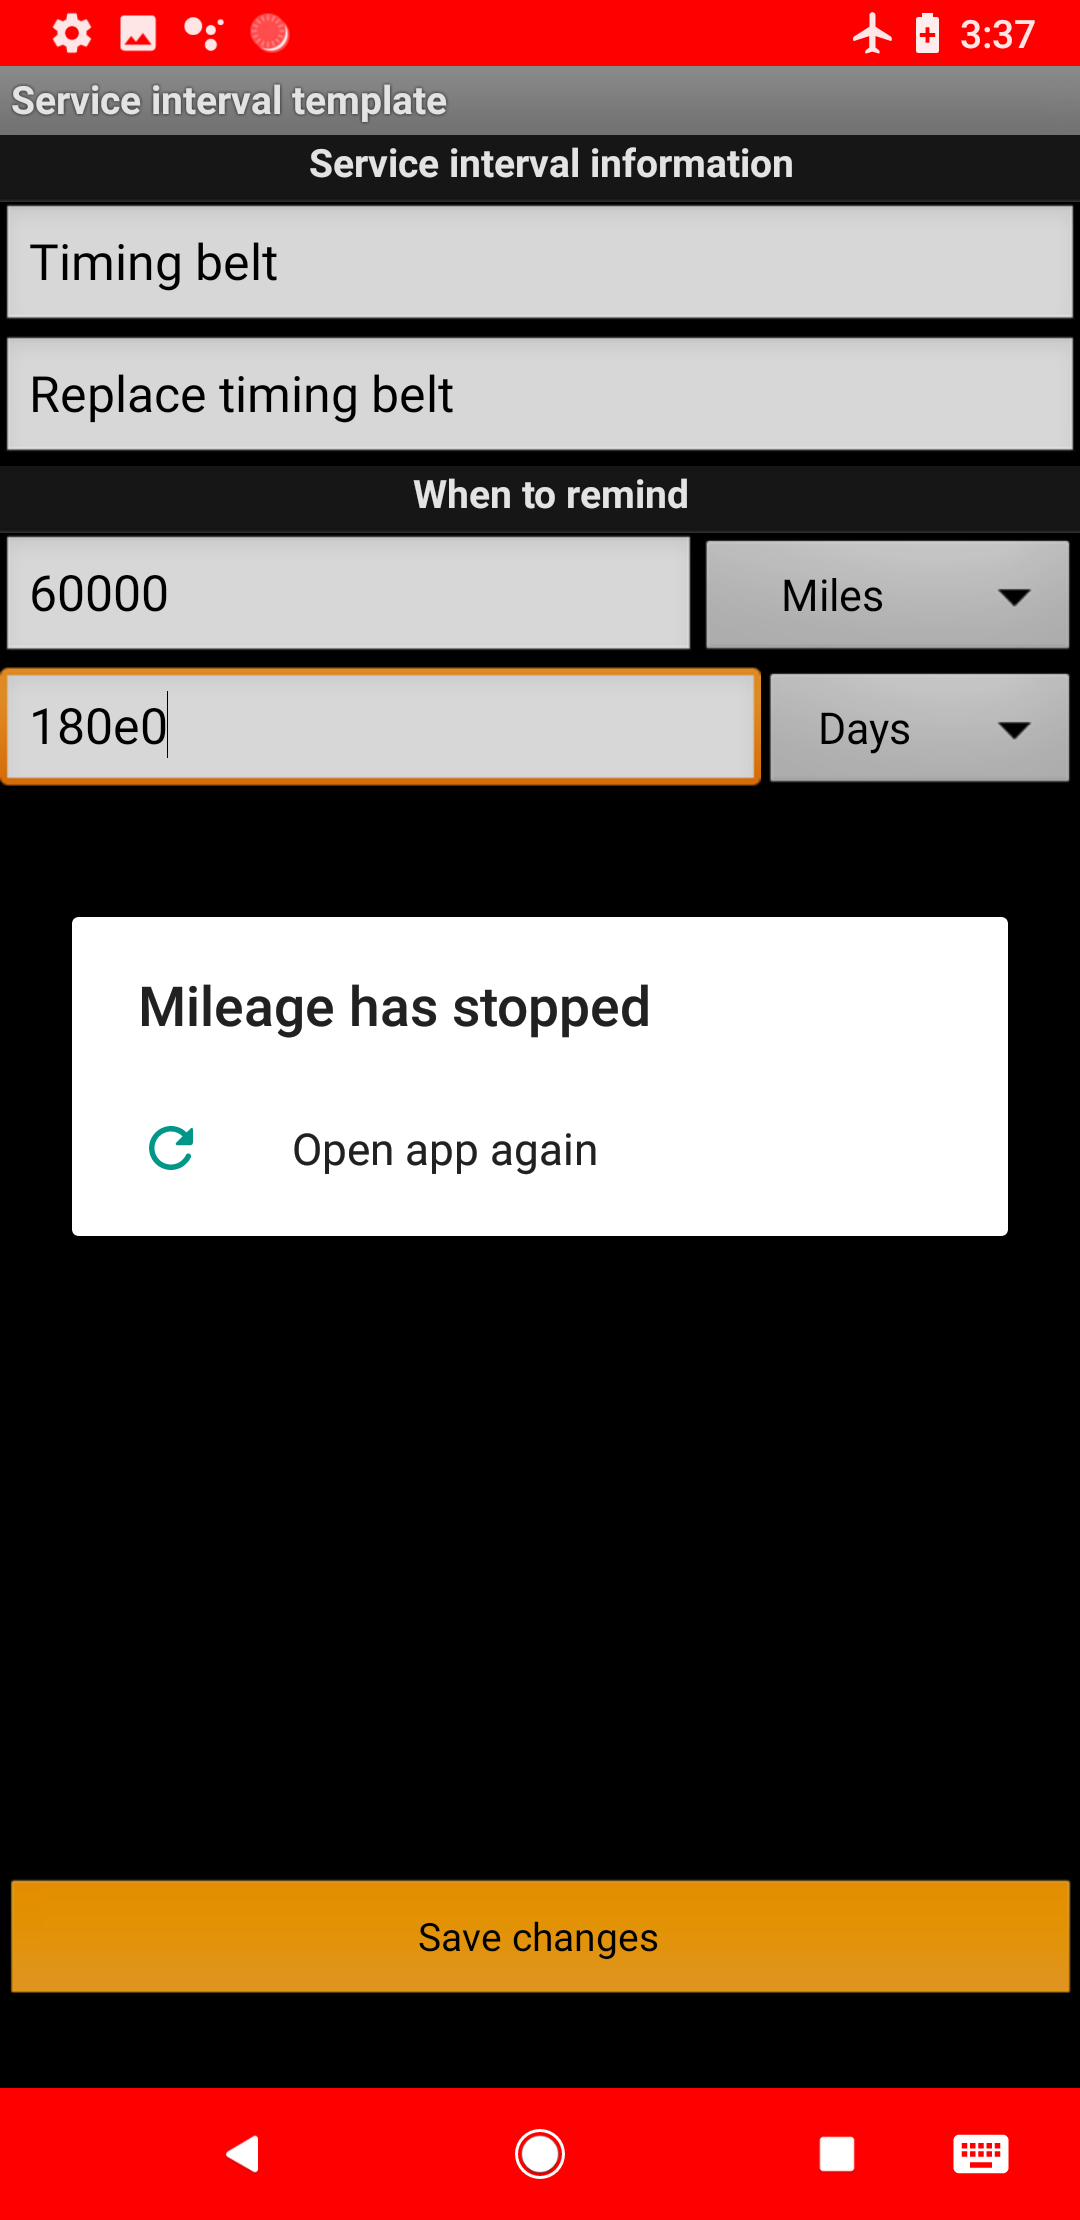 3:37
Service interval template
Service interval information
Timing belt
Replace timing belt
When to remind
60000
Miles
180e0
Days
Mileage has stopped
Open app again
Save changes